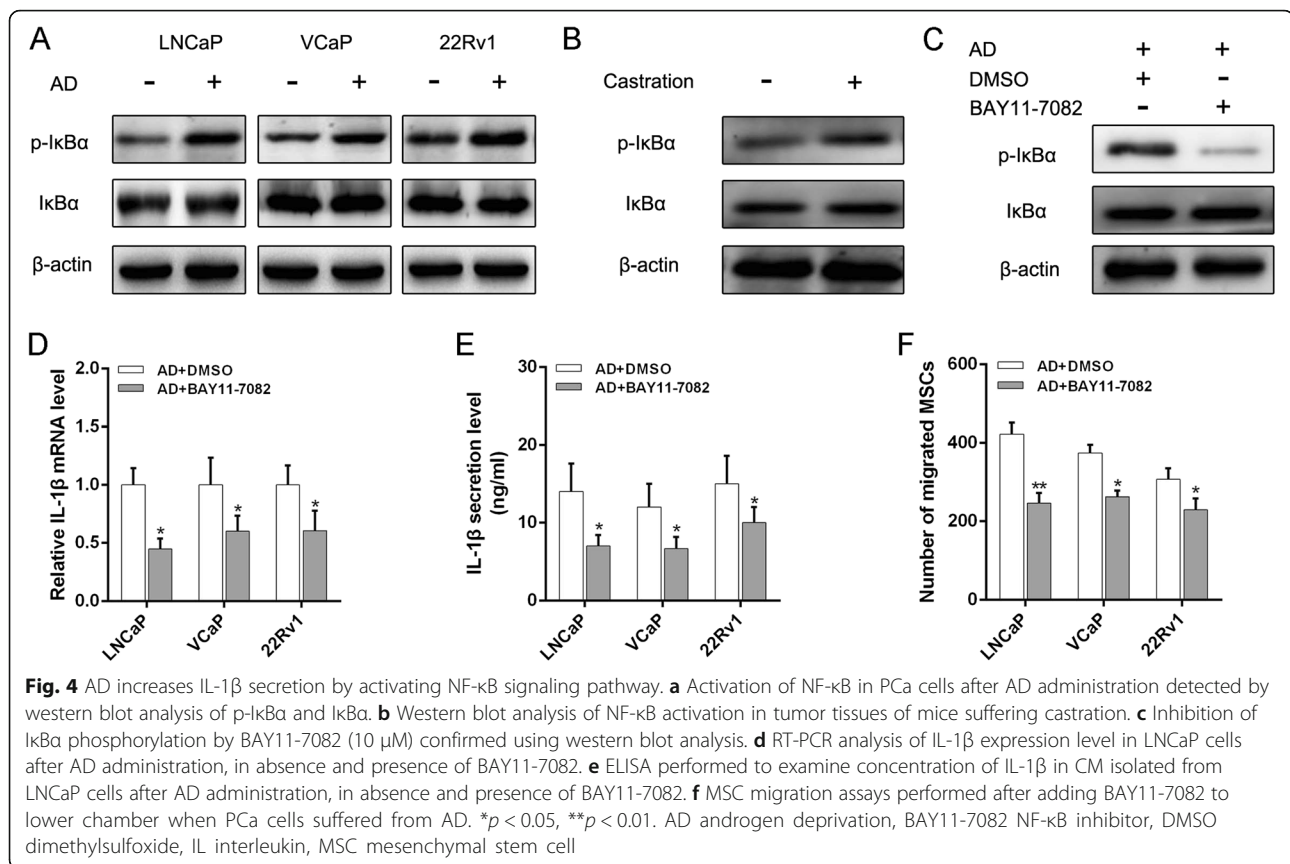 A
LNCaP VCaP 22Rv1
AD - + - + - +
p-IκBα
IκBα
β-actin
B
Castration - +
p-IκBα
IκBα
β-actin
C
AD + +
DMSO + -
BAY11-7082 - +
p-IκBα
IκBα
β-actin
D
AD+DMSO
AD+BAY11-7082
Relative IL-1β mRNA level
2.0
1.5
1.0
0.5
0.0
* * *
LNCaP VCaP 22Rv1
E
AD+DMSO
AD+BAY11-7082
IL-1β secretion level
(ng/ml)
30
20
10
0
* * *
LNCaP VCaP 22Rv1
F
AD+DMSO
AD+BAY11-7082
Number of migrated MSCs
600
400
200
0
** * *
LNCaP VCaP 22Rv1
Fig. 4 AD increases IL-1β secretion by activating NF-κB signaling pathway. a Activation of NF-κB in PCa cells after AD administration detected by
western blot analysis of p-IκBα and IκBα. b Western blot analysis of NF-κB activation in tumor tissues of mice suffering castration. c Inhibition of
IκBα phosphorylation by BAY11-7082 (10 μM) confirmed using western blot analysis. d RT-PCR analysis of IL-1β expression level in LNCaP cells
after AD administration, in absence and presence of BAY11-7082. e ELISA performed to examine concentration of IL-1β in CM isolated from
LNCaP cells after AD administration, in absence and presence of BAY11-7082. f MSC migration assays performed after adding BAY11-7082 to
lower chamber when PCa cells suffered from AD. *p < 0.05, **p < 0.01. AD androgen deprivation, BAY11-7082 NF-κB inhibitor, DMSO
dimethylsulfoxide, IL interleukin, MSC mesenchymal stem cell